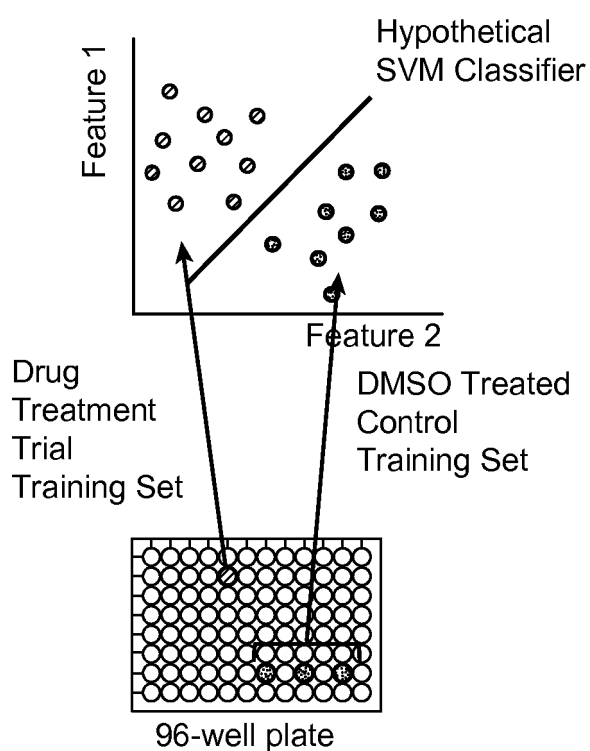 Hypothetical
SVM Classifier
Feature 1
Feature 2
Drug
Treatment
Trial
Training Set
DMSO Treated
Control
Training Set
96-well plate